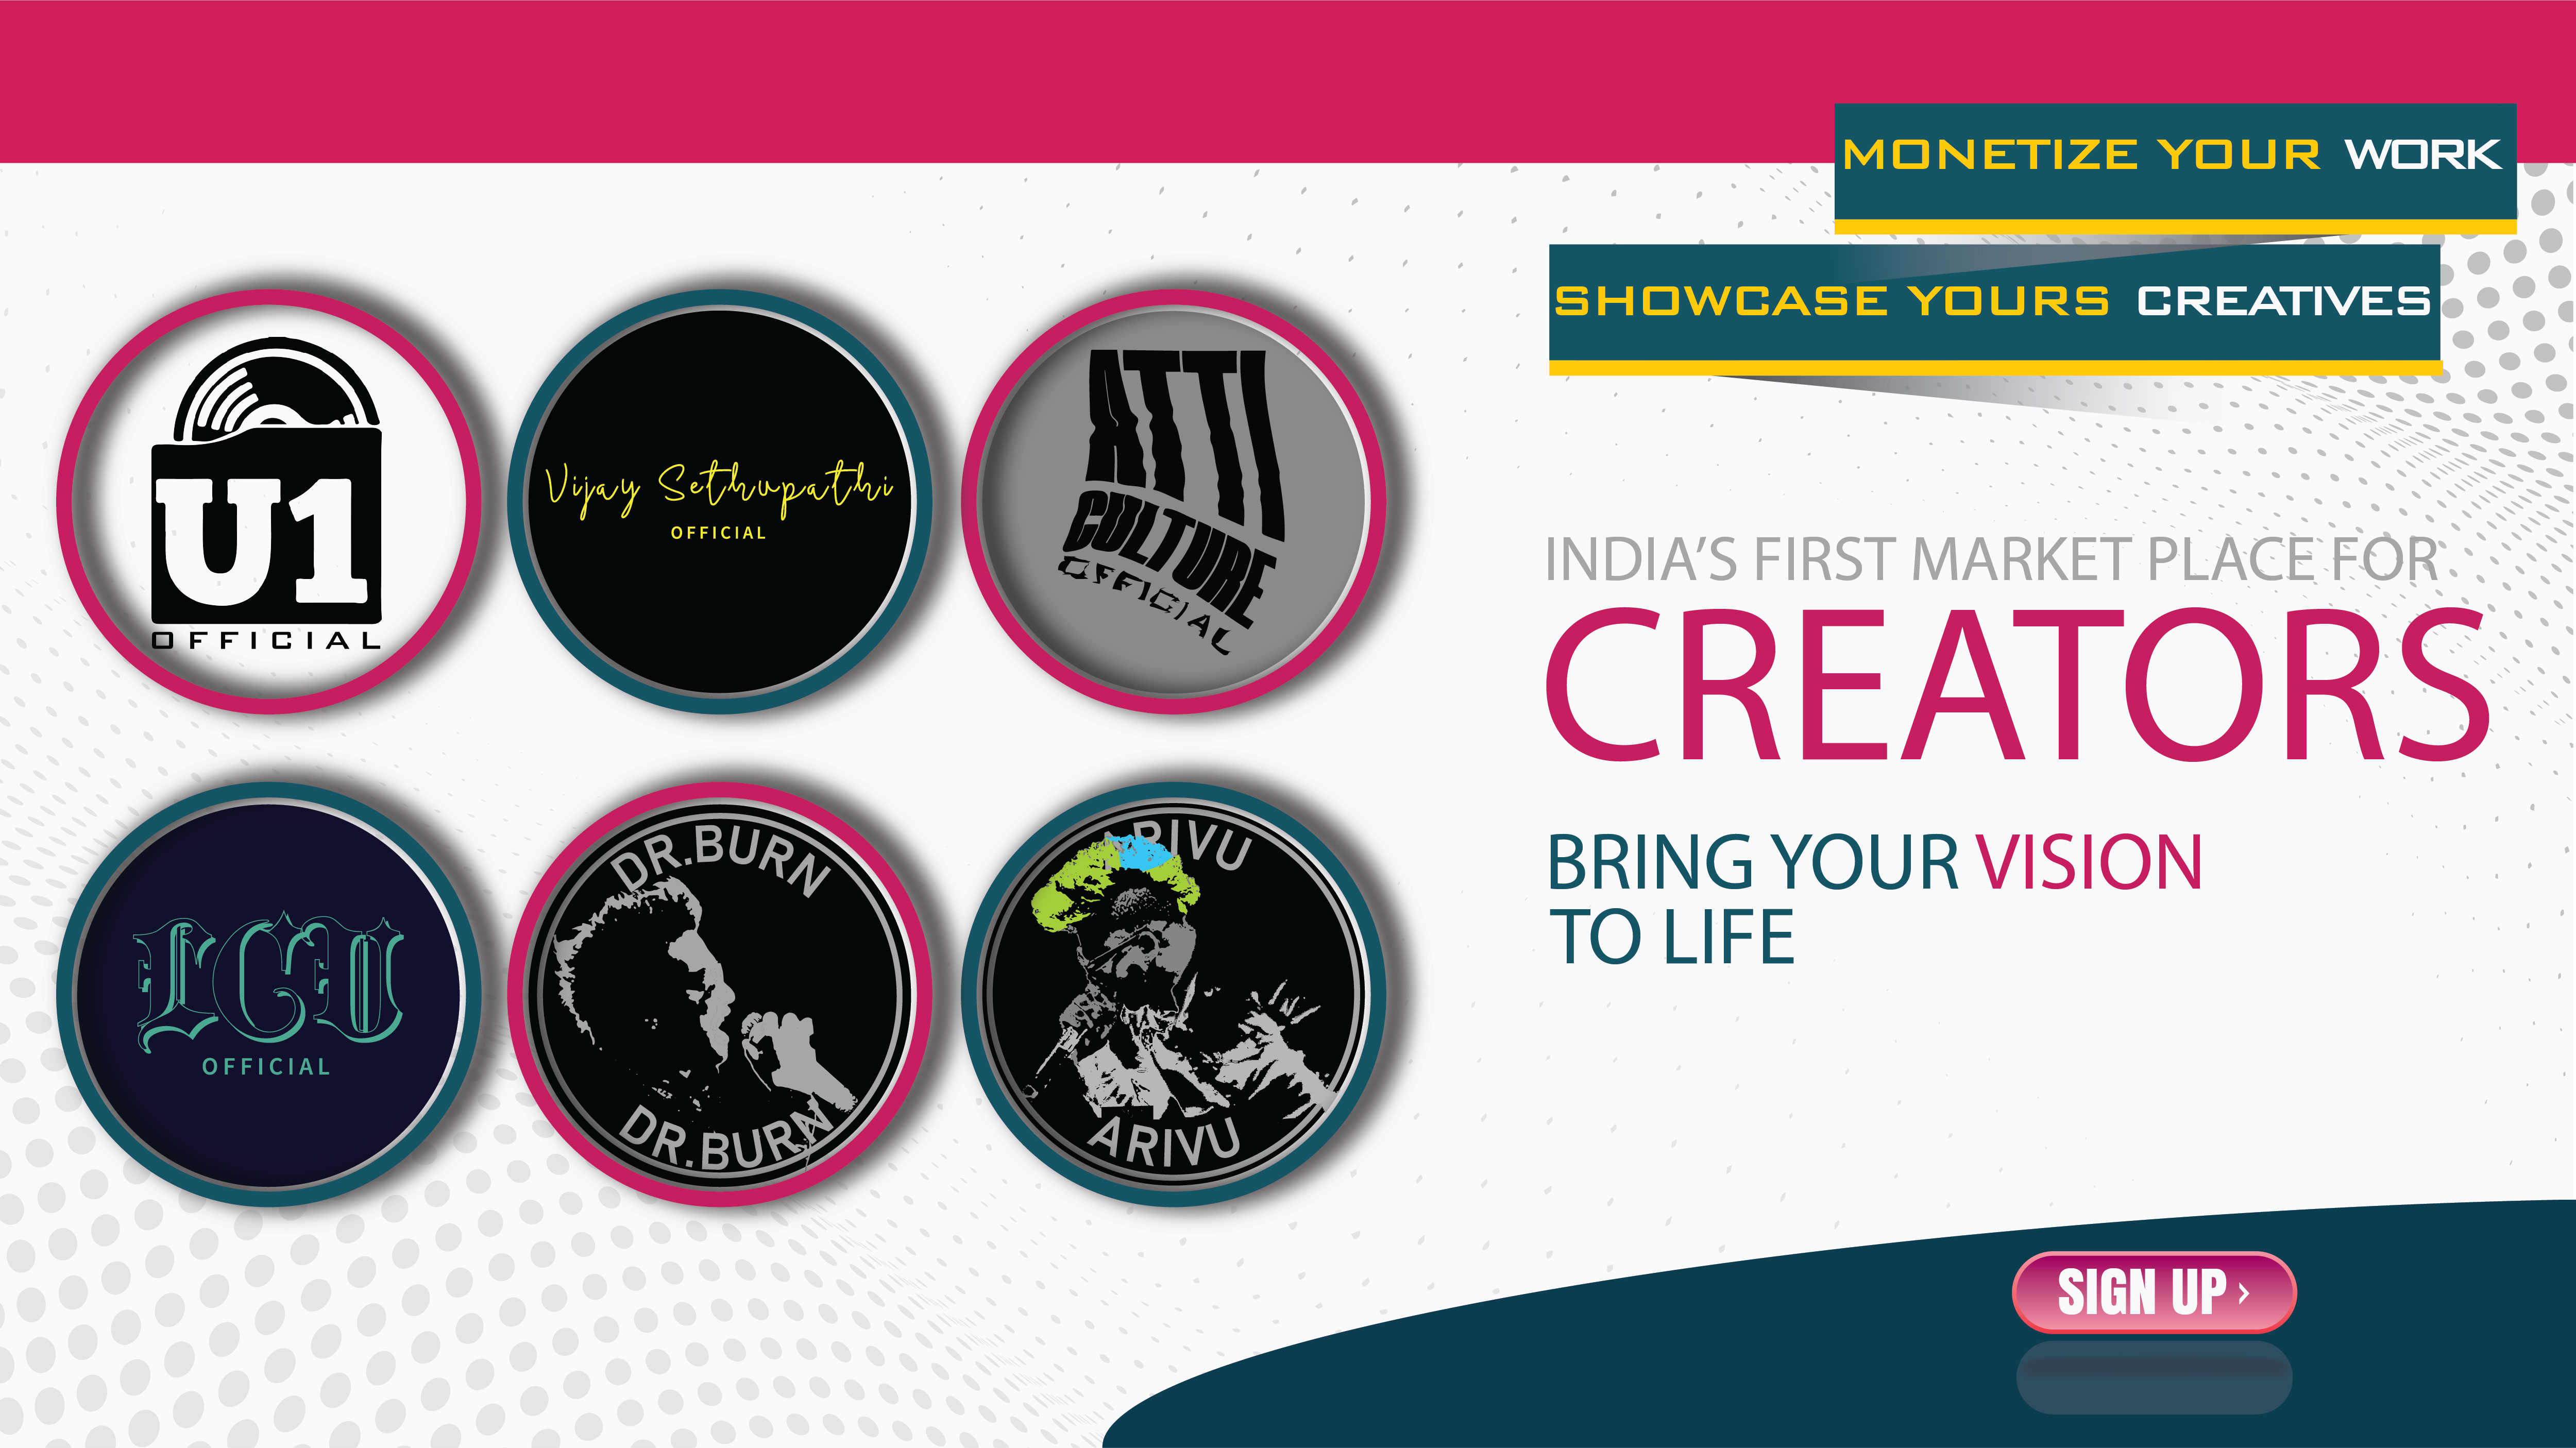 MONETIZE YOUR WORK
SHOWCASE YOURS CREATIVES
U1
OFFICIAL
Vijay Sethupathi
OFFICIAL
ATTI
CULTURE
OFFICIAL
INDIA'S FIRST MARKET PLACE FOR
CREATORS
BRING YOUR VISION
TO LIFE
LCU
OFFICIAL
DR.BURN
DR.BURN
ARIVU
ARIVU
SIGN UP ›